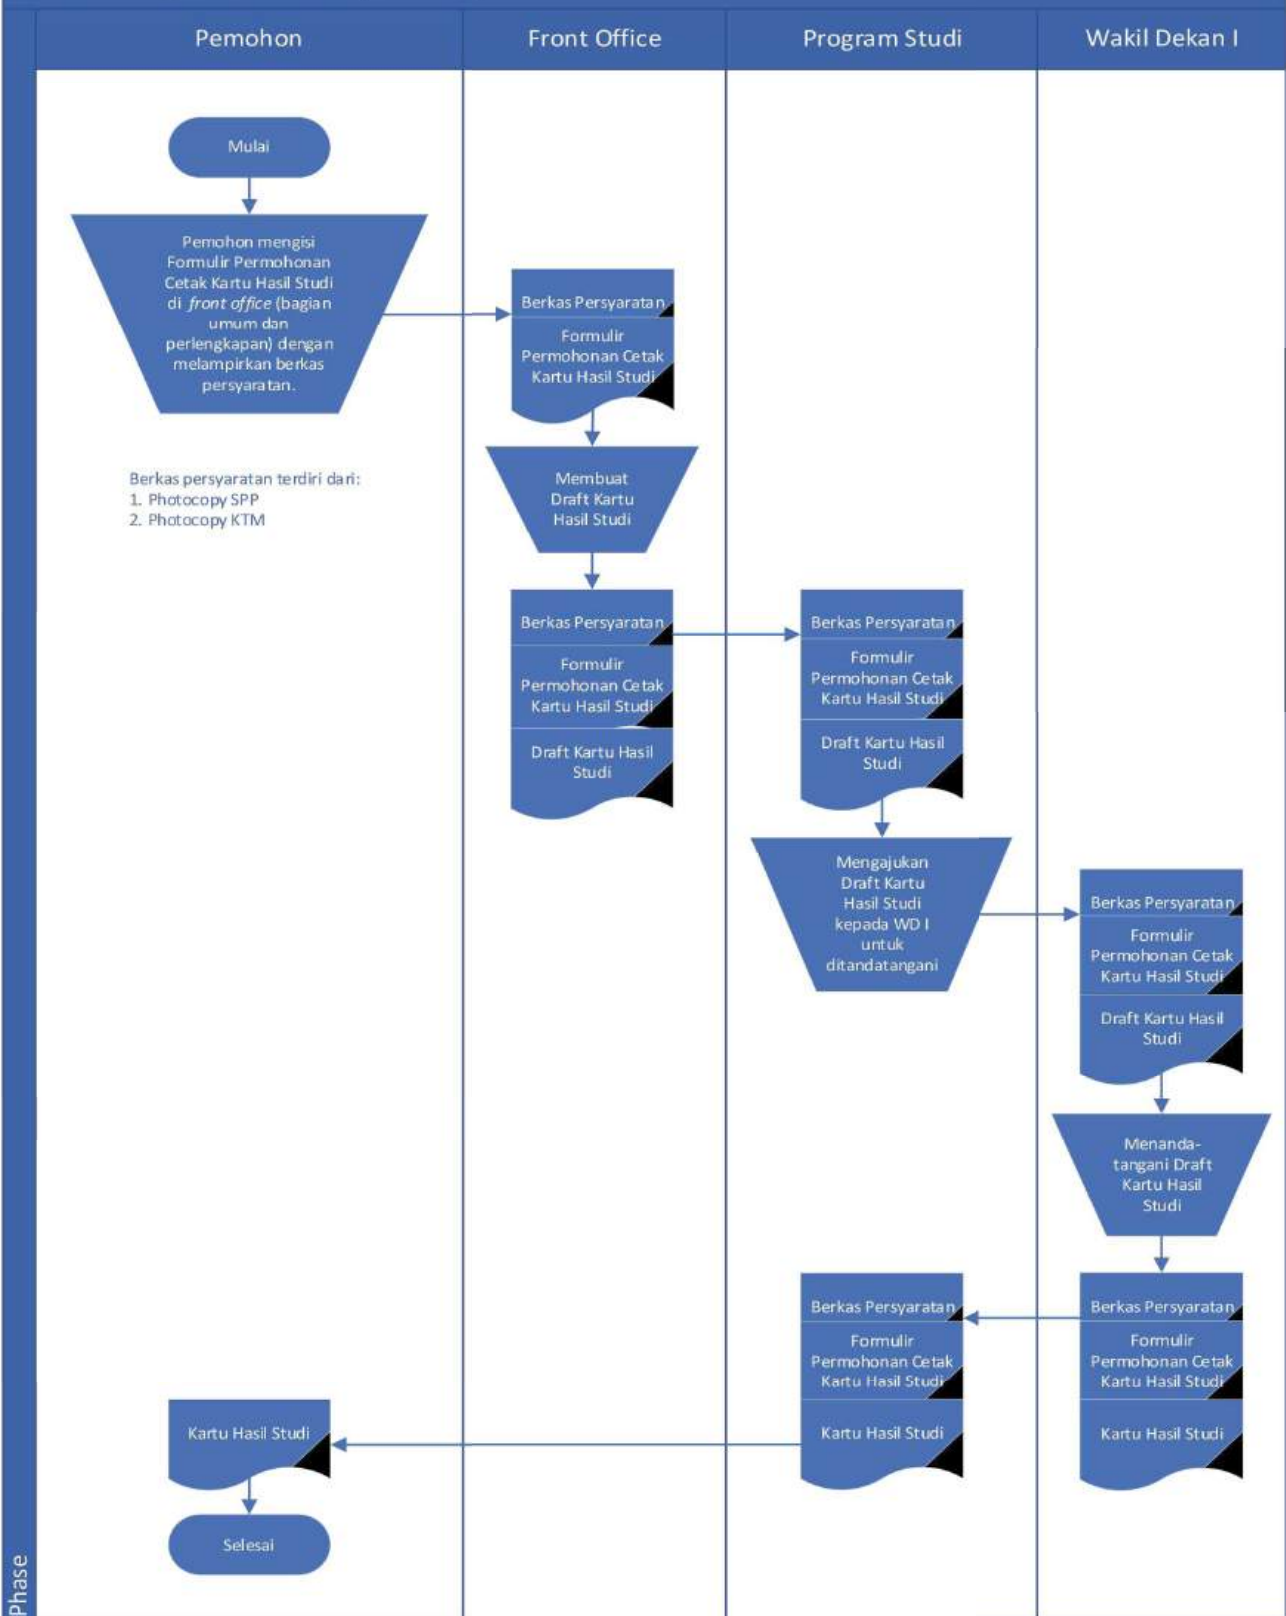 Pemohon
Front Office
Program Studi
Wakil Dekan I
Mulai
Pemohon mengisi
Formulir Permohonan
Cetak Kartu Hasil Studi
di front office (bagian
umum dan
perlengkapan) dengan
melampirkan berkas
persyaratan.
Berkas persyaratan terdiri dari:
1. Photocopy SPP
2. Photocopy KTM
Berkas Persyaratan
Formulir
Permohonan Cetak
Kartu Hasil Studi
Membuat
Draft Kartu
Hasil Studi
Berkas Persyaratan
Formulir
Permohonan Cetak
Kartu Hasil Studi
Draft Kartu Hasil
Studi
Berkas Persyaratan
Formulir
Permohonan Cetak
Kartu Hasil Studi
Draft Kartu Hasil
Studi
Mengajukan
Draft Kartu
Hasil Studi
kepada WD I
untuk
ditandatangani
Berkas Persyaratan
Formulir
Permohonan Cetak
Kartu Hasil Studi
Draft Kartu Hasil
Studi
Menanda-
tangani Draft
Kartu Hasil
Studi
Berkas Persyaratan
Formulir
Permohonan Cetak
Kartu Hasil Studi
Kartu Hasil Studi
Berkas Persyaratan
Formulir
Permohonan Cetak
Kartu Hasil Studi
Kartu Hasil Studi
Kartu Hasil Studi
Selesai
Phase